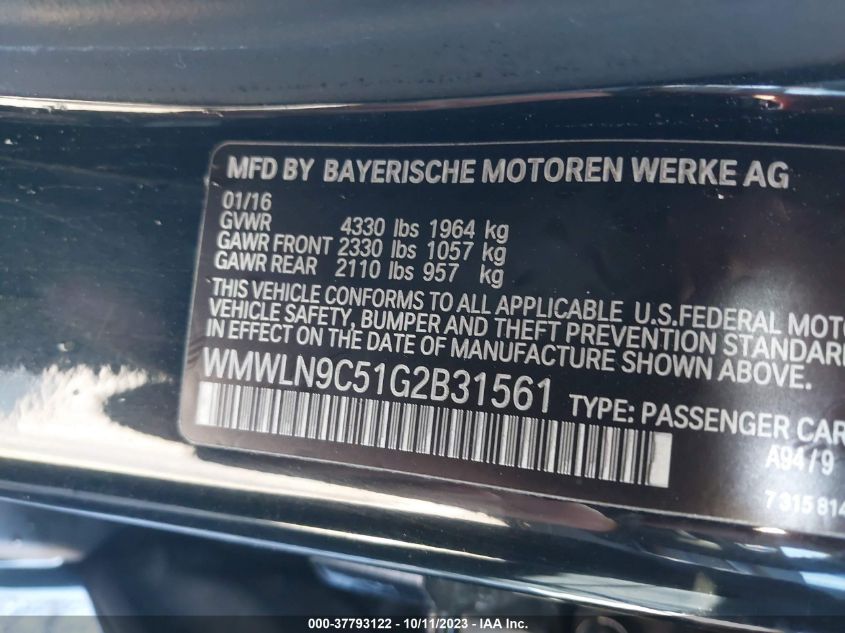 MFD BY BAYERISCHE MOTOREN WERKE AG
01/16
GVWR 4330 lbs 1964 kg
GAWR FRONT 2330 lbs 1057 kg
GAWR REAR 2110 lbs 957 kg
THIS VEHICLE CONFORMS TO ALL APPLICABLE U.S.FEDERAL MOTO
VEHICLE SAFETY, BUMPER AND THEFT PREVENTION STANDAR
IN EFFECT ON THE DATE OF MANUFACTURE SHOWN ABOVE.
WMWLN9C51G2B31561 TYPE: PASSENGER CAR
A94/9
7315814
000-37793122 - 10/11/2023 - IAA Inc.